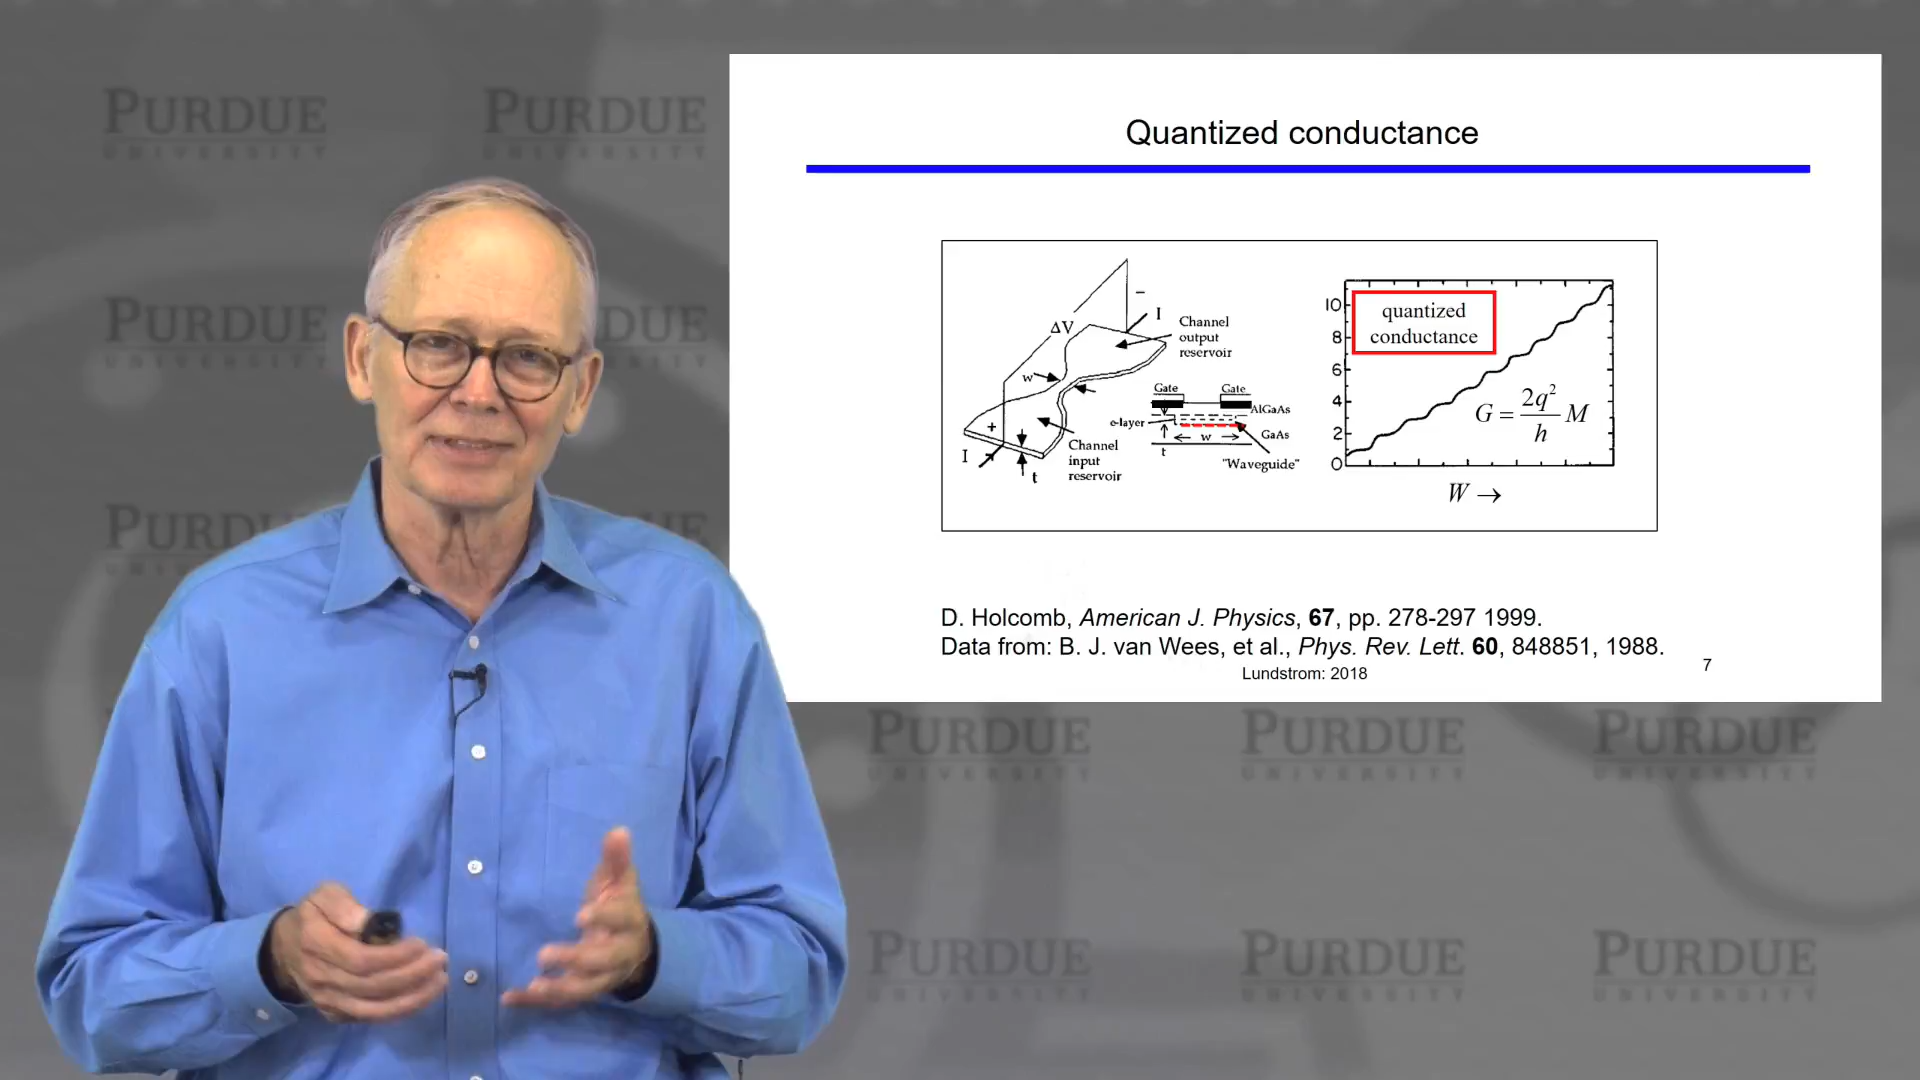 PURDUE
UNIVERSITY
PURDUE
UNIVERSITY
PURDUE
PURDUE
PURDUE
Quantized conductance
ΔV
–
I
Channel
output
reservoir
w
Gate
Gate
AlGaAs
e-layer
GaAs
w
t
"Waveguide"
+
I
t
Channel
input
reservoir
10
8
6
4
2
0
quantized
conductance
G = 2q²/h M
W →
D. Holcomb, American J. Physics, 67, pp. 278-297 1999.
Data from: B. J. van Wees, et al., Phys. Rev. Lett. 60, 848851, 1988.
Lundstrom: 2018
7
PURDUE
UNIVERSITY
PURDUE
UNIVERSITY
PURDUE
UNIVERSITY
PURDUE
UNIVERSITY
PURDUE
UNIVERSITY
PURDUE
UNIVERSITY